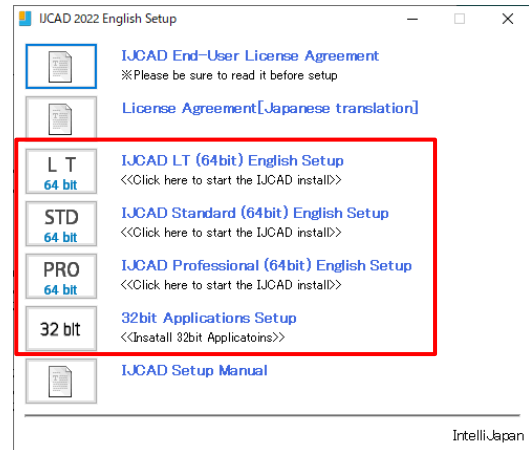 IJCAD 2022 English Setup
IJCAD End-User License Agreement
※Please be sure to read it before setup
License Agreement[Japanese translation]
L T
64 bit
IJCAD LT (64bit) English Setup
<<Click here to start the IJCAD install>>
STD
64 bit
IJCAD Standard (64bit) English Setup
<<Click here to start the IJCAD install>>
PRO
64 bit
IJCAD Professional (64bit) English Setup
<<Click here to start the IJCAD install>>
32 bit
32bit Applications Setup
<<Insatall 32bit Applicatoins>>
IJCAD Setup Manual
IntelliJapan